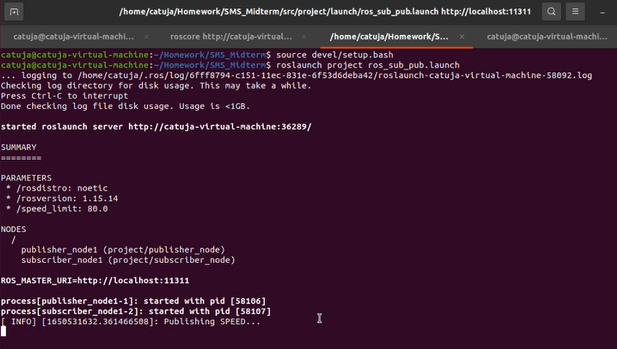 /home/catuja/Homework/SMS_Midterm/src/project/launch/ros_sub_pub.launch http://localhost:11311
catuja@catuja-virtual-machi...
roscore http://catuja-virtual...
/home/catuja/Homework/S...
catuja@catuja-virtual-machi...
catuja@catuja-virtual-machine:~/Homework/SMS_Midterm$ source devel/setup.bash
catuja@catuja-virtual-machine:~/Homework/SMS_Midterm$ roslaunch project ros_sub_pub.launch
... logging to /home/catuja/.ros/log/6fff8794-c151-11ec-831e-6f53d6deba42/roslaunch-catuja-virtual-machine-58092.log
Checking log directory for disk usage. This may take a while.
Press Ctrl-C to interrupt
Done checking log file disk usage. Usage is <1GB.
started roslaunch server http://catuja-virtual-machine:36289/
SUMMARY
========
PARAMETERS
* /rosdistro: noetic
* /rosversion: 1.15.14
* /speed_limit: 80.0
NODES
/
publisher_node1 (project/publisher_node)
subscriber_node1 (project/subscriber_node)
ROS_MASTER_URI=http://localhost:11311
process[publisher_node1-1]: started with pid [58106]
process[subscriber_node1-2]: started with pid [58107]
[ INFO] [1650531632.361466508]: Publishing SPEED...